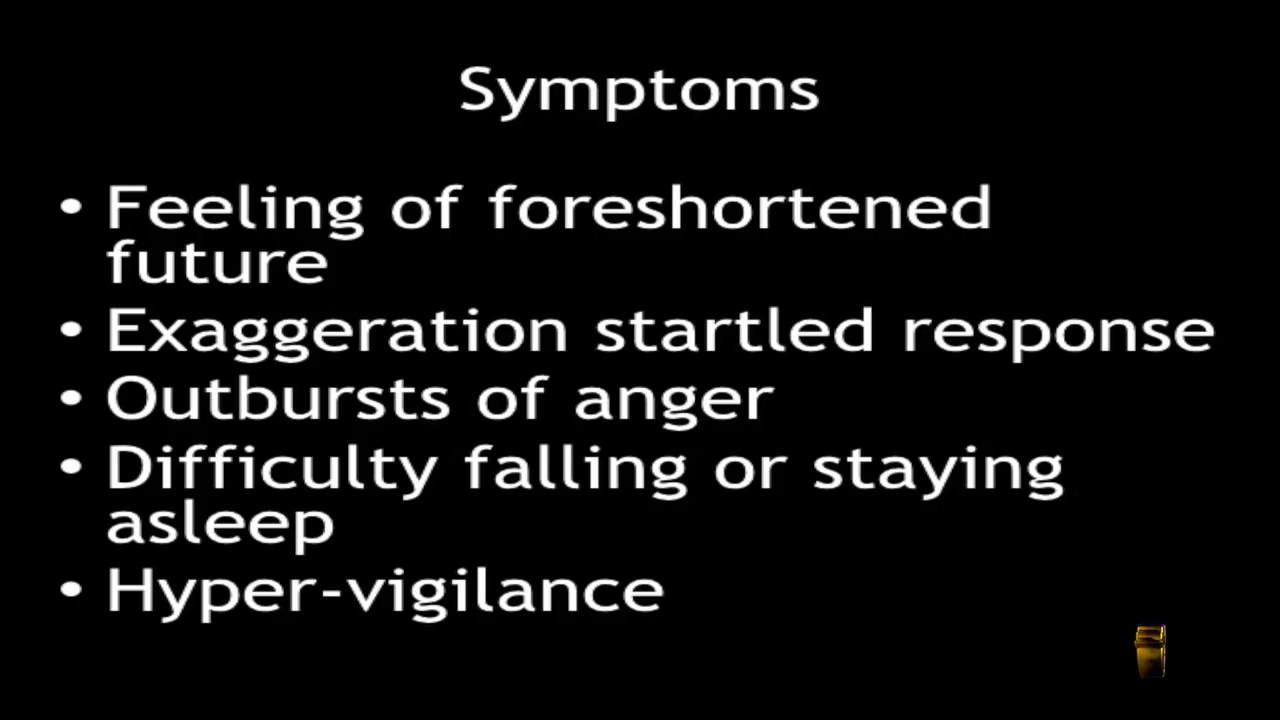 Symptoms
• Feeling of foreshortened
future
• Exaggeration startled response
• Outbursts of anger
• Difficulty falling or staying
asleep
• Hyper-vigilance